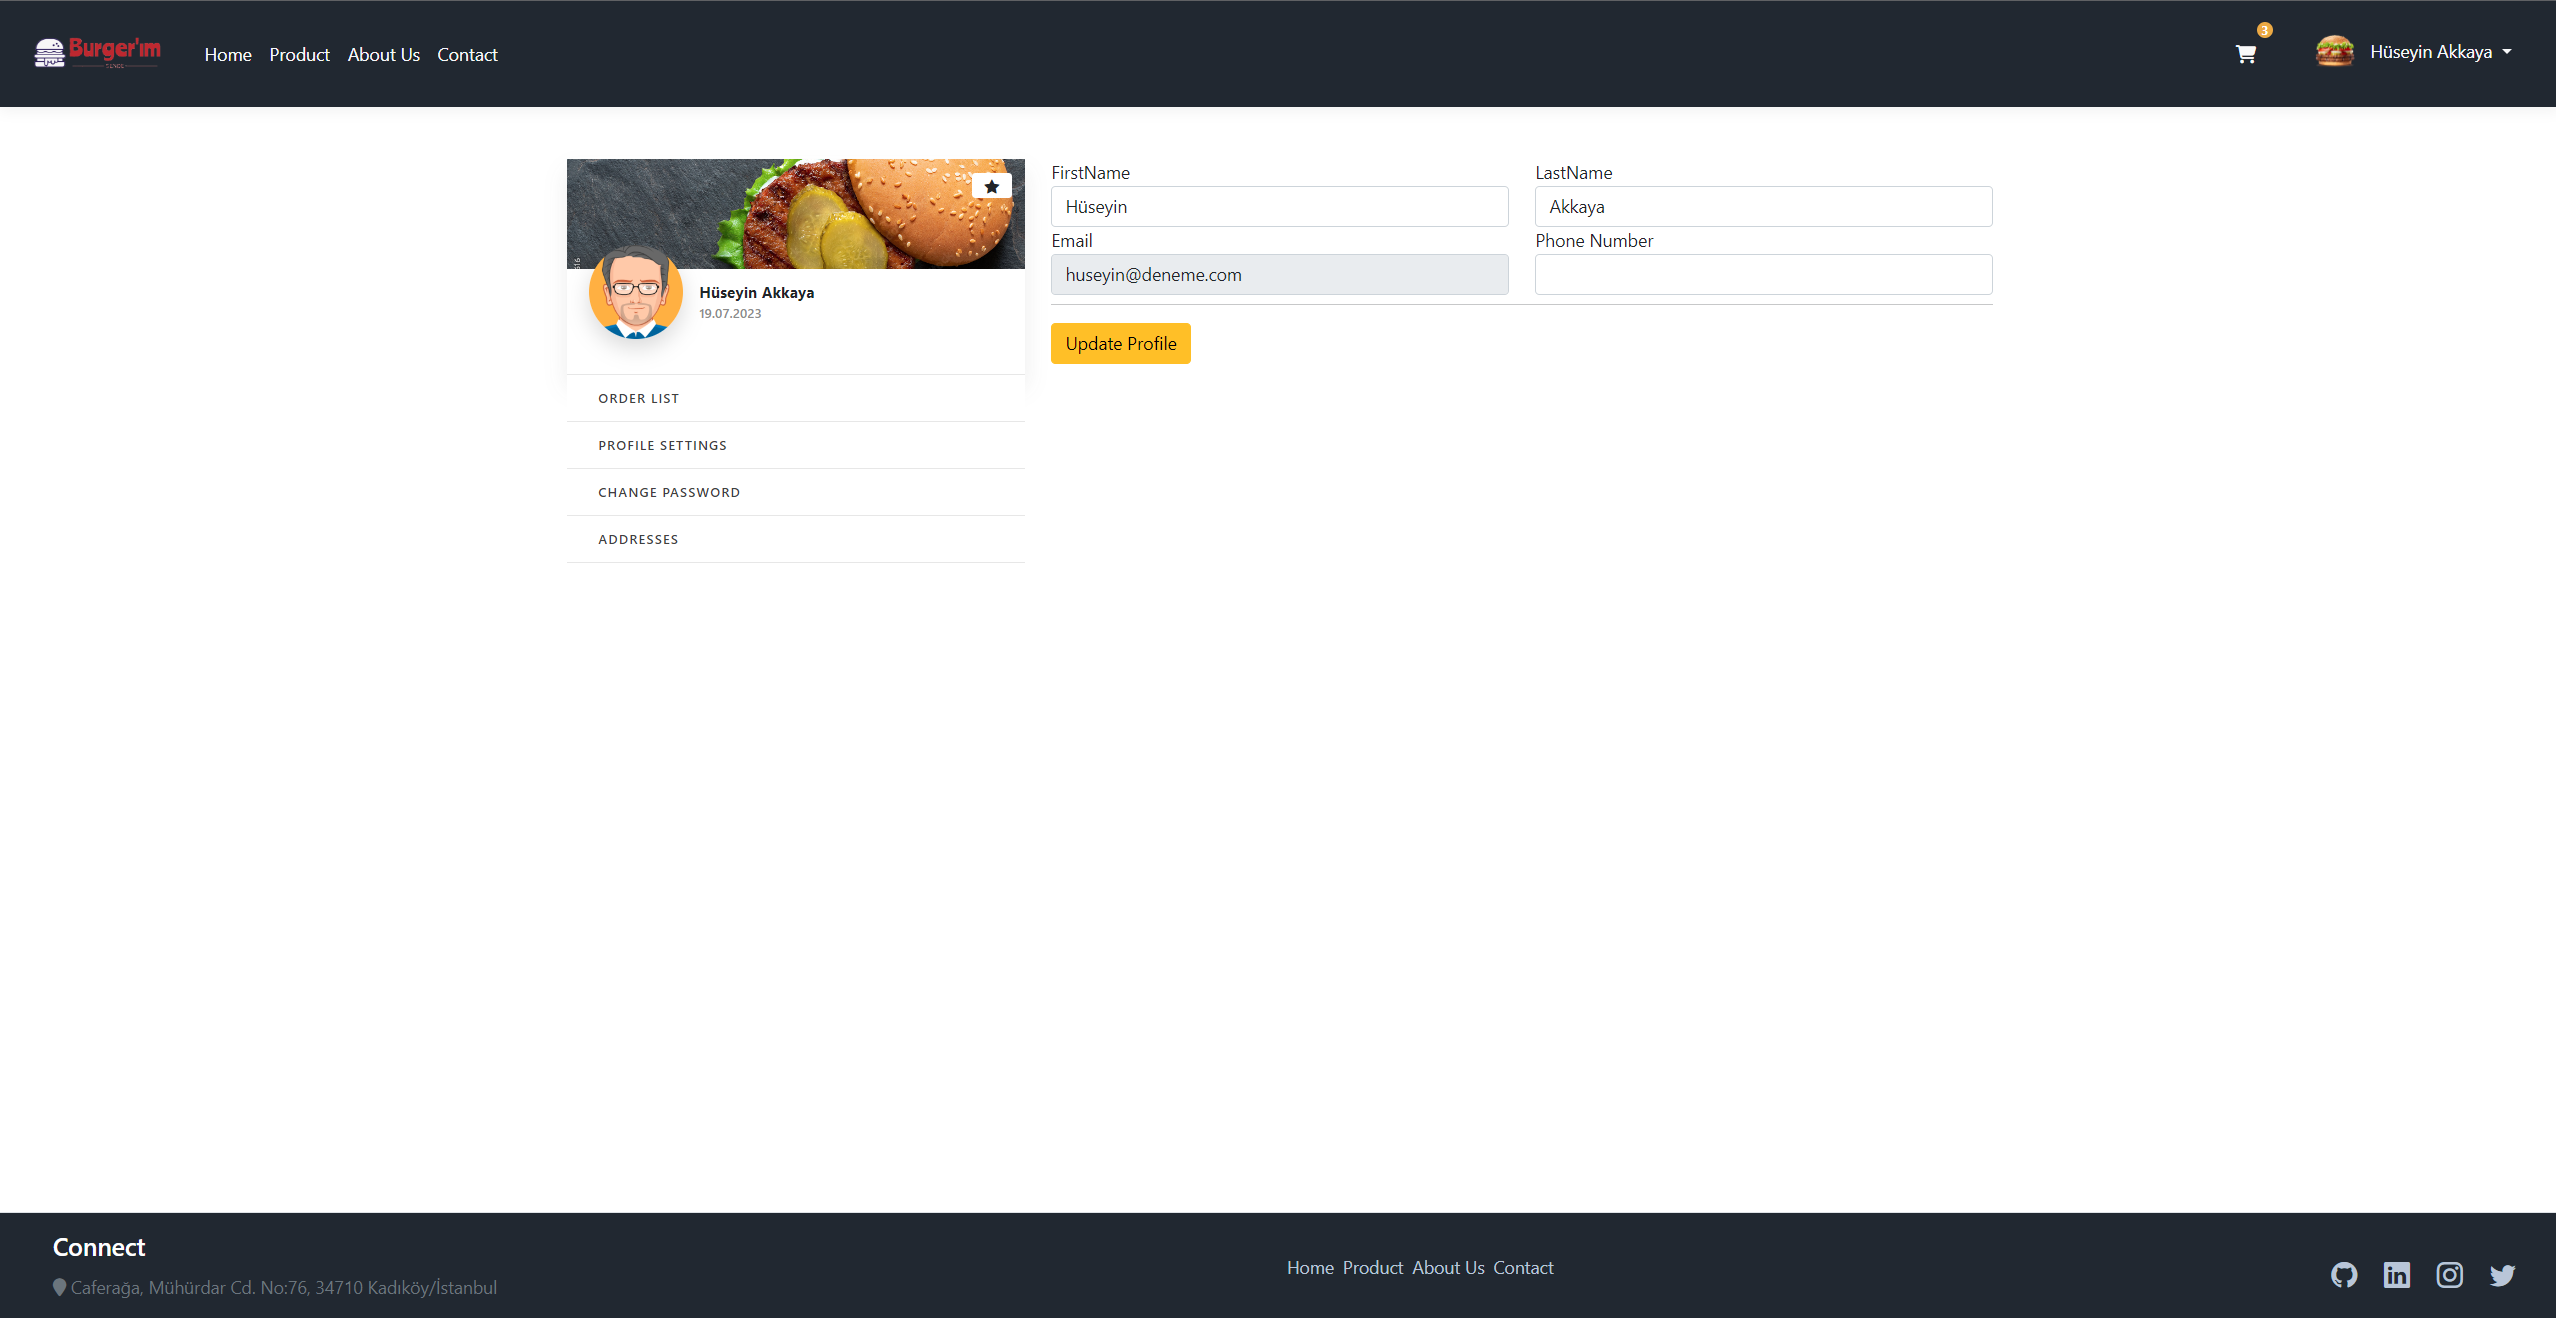 Burger'im
Home Product About Us Contact
3
Hüseyin Akkaya
FirstName
LastName
Hüseyin
Akkaya
Email
Phone Number
huseyin@deneme.com
Update Profile
Hüseyin Akkaya
19.07.2023
ORDER LIST
PROFILE SETTINGS
CHANGE PASSWORD
ADDRESSES
Connect
Caferağa, Mühürdar Cd. No:76, 34710 Kadıköy/İstanbul
Home Product About Us Contact